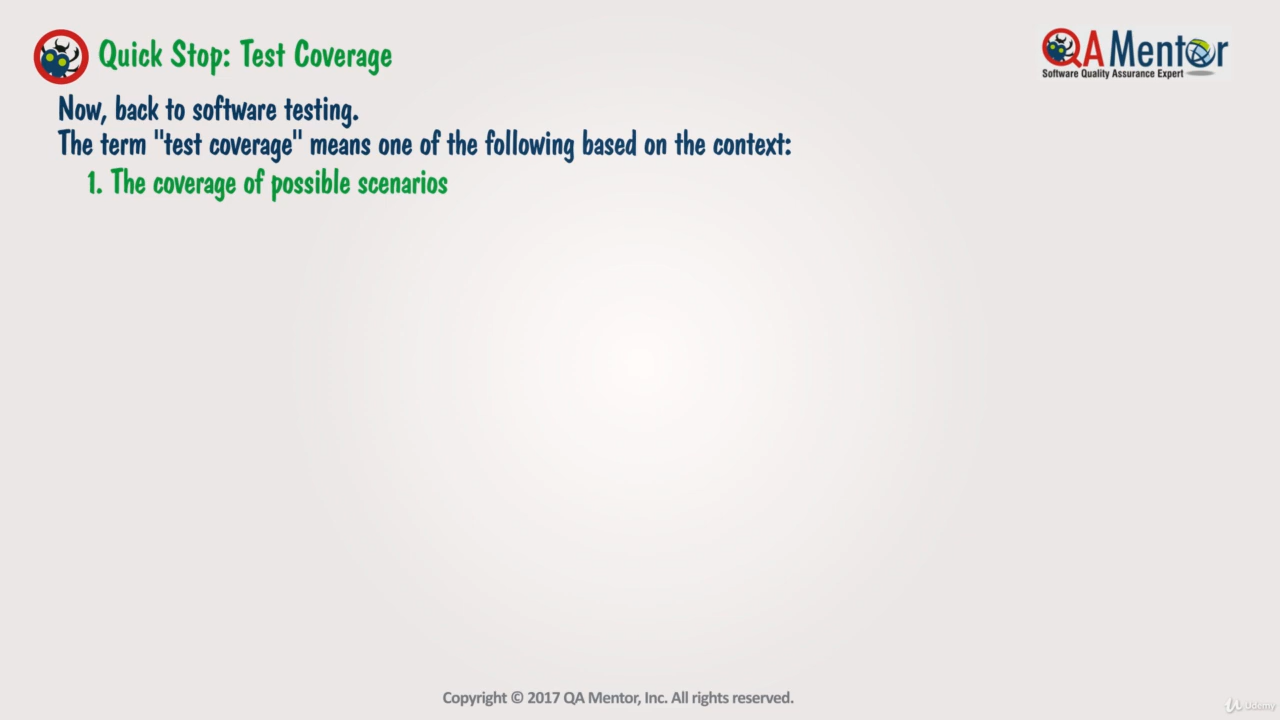 Quick Stop: Test Coverage
QA Mentor
Software Quality Assurance Expert
Now, back to software testing.
The term "test coverage" means one of the following based on the context:
1. The coverage of possible scenarios
Copyright © 2017 QA Mentor, Inc. All rights reserved.
Udemy